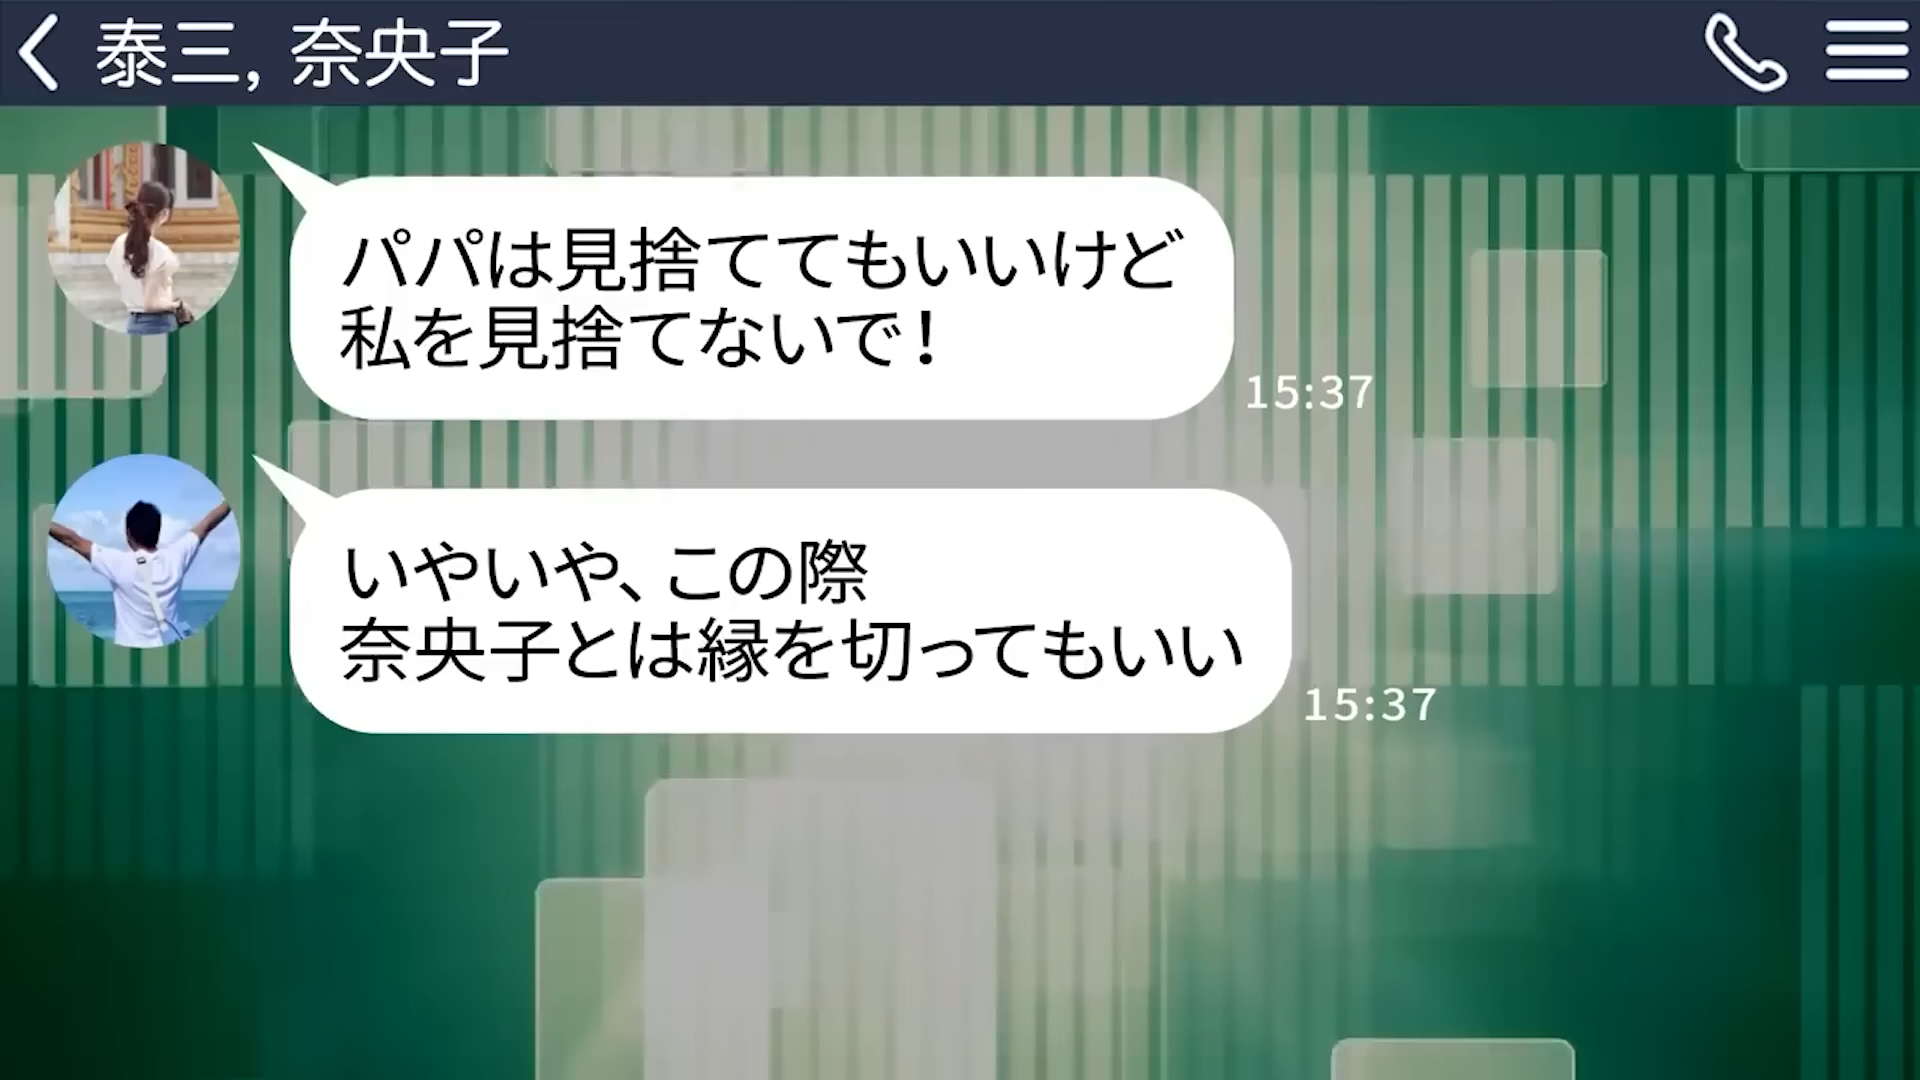 泰三, 奈央子
パパは見捨ててもいいけど
私を見捨てないで！
15:37
いやいや、この際
奈央子とは縁を切ってもいい
15:37